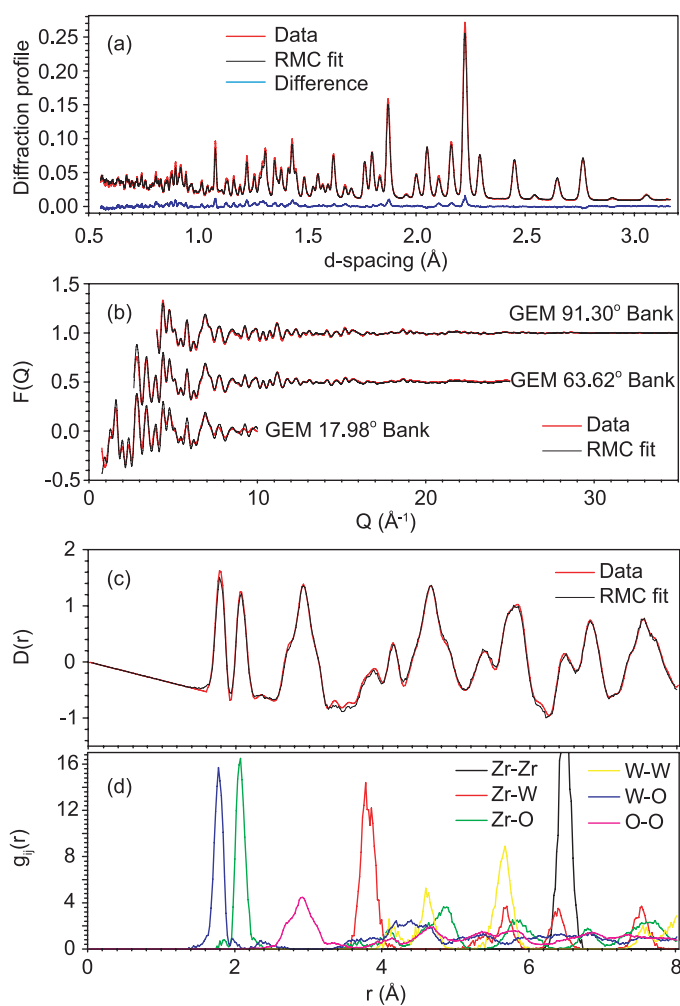 (a)
Data
RMC fit
Difference
Diffraction profile
0.25
0.20
0.15
0.10
0.05
0.00
0.5 1.0 1.5 2.0 2.5 3.0
d-spacing (Å)
(b)
GEM 91.30° Bank
GEM 63.62° Bank
GEM 17.98° Bank
Data
RMC fit
F(Q)
1.5
1.0
0.5
0.0
-0.5
0 10 20 30
Q (Å⁻¹)
(c)
Data
RMC fit
D(r)
2
1
0
-1
(d)
Zr-Zr
Zr-W
Zr-O
W-W
W-O
O-O
gij(r)
16
12
8
4
0
0 2 4 6 8
r (Å)